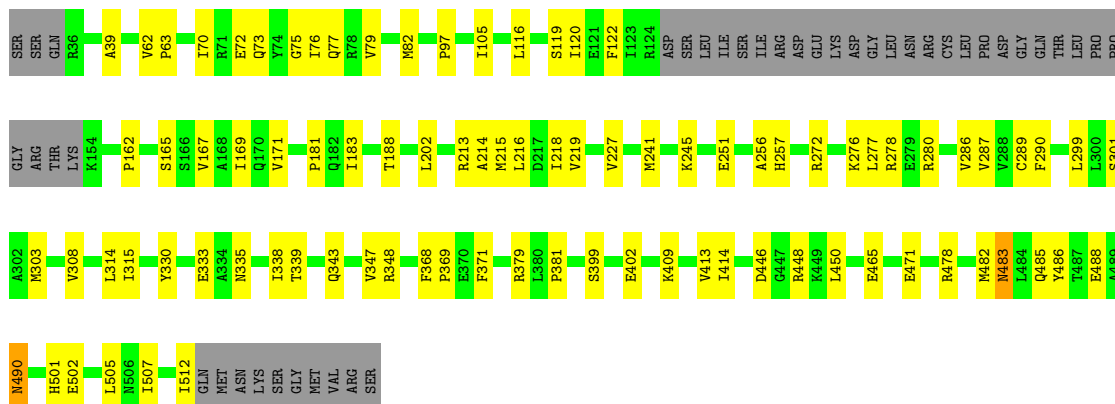 SER SER GLN R36 A39 V62 P63 I70 R71 E72 Q73 Y74 G75 I76 Q77 R78 V79 M82 P97 I105 L116 S119 I120 E121 F122 I123 R124 ASP SER LEU ILE SER ILE ARG ASP GLU LYS ASP GLY LEU ASN ARG CYS LEU PRO ASP GLY GLN THR LEU PRO PRO
GLY ARG THR LYS K154 P162 S165 S166 V167 A168 I169 Q170 V171 P181 Q182 I183 T188 L202 R213 A214 M215 L216 D217 I218 V219 V227 M241 K245 E251 A256 H257 R272 K276 L277 R278 E279 R280 V286 V287 V288 C289 F290 L299 L300 S301
A302 M303 V308 L314 I315 Y330 E333 A334 N335 I338 T339 Q343 V347 R348 F368 P369 E370 F371 R379 L380 P381 S399 E402 K409 V413 I414 D446 G447 R448 K449 L450 E465 E471 R478 M482 N483 L484 Q485 Y486 T487 E488 A489
N490 H501 E502 L505 N506 I507 I512 GLN MET ASN LYS SER GLY MET VAL ARG SER